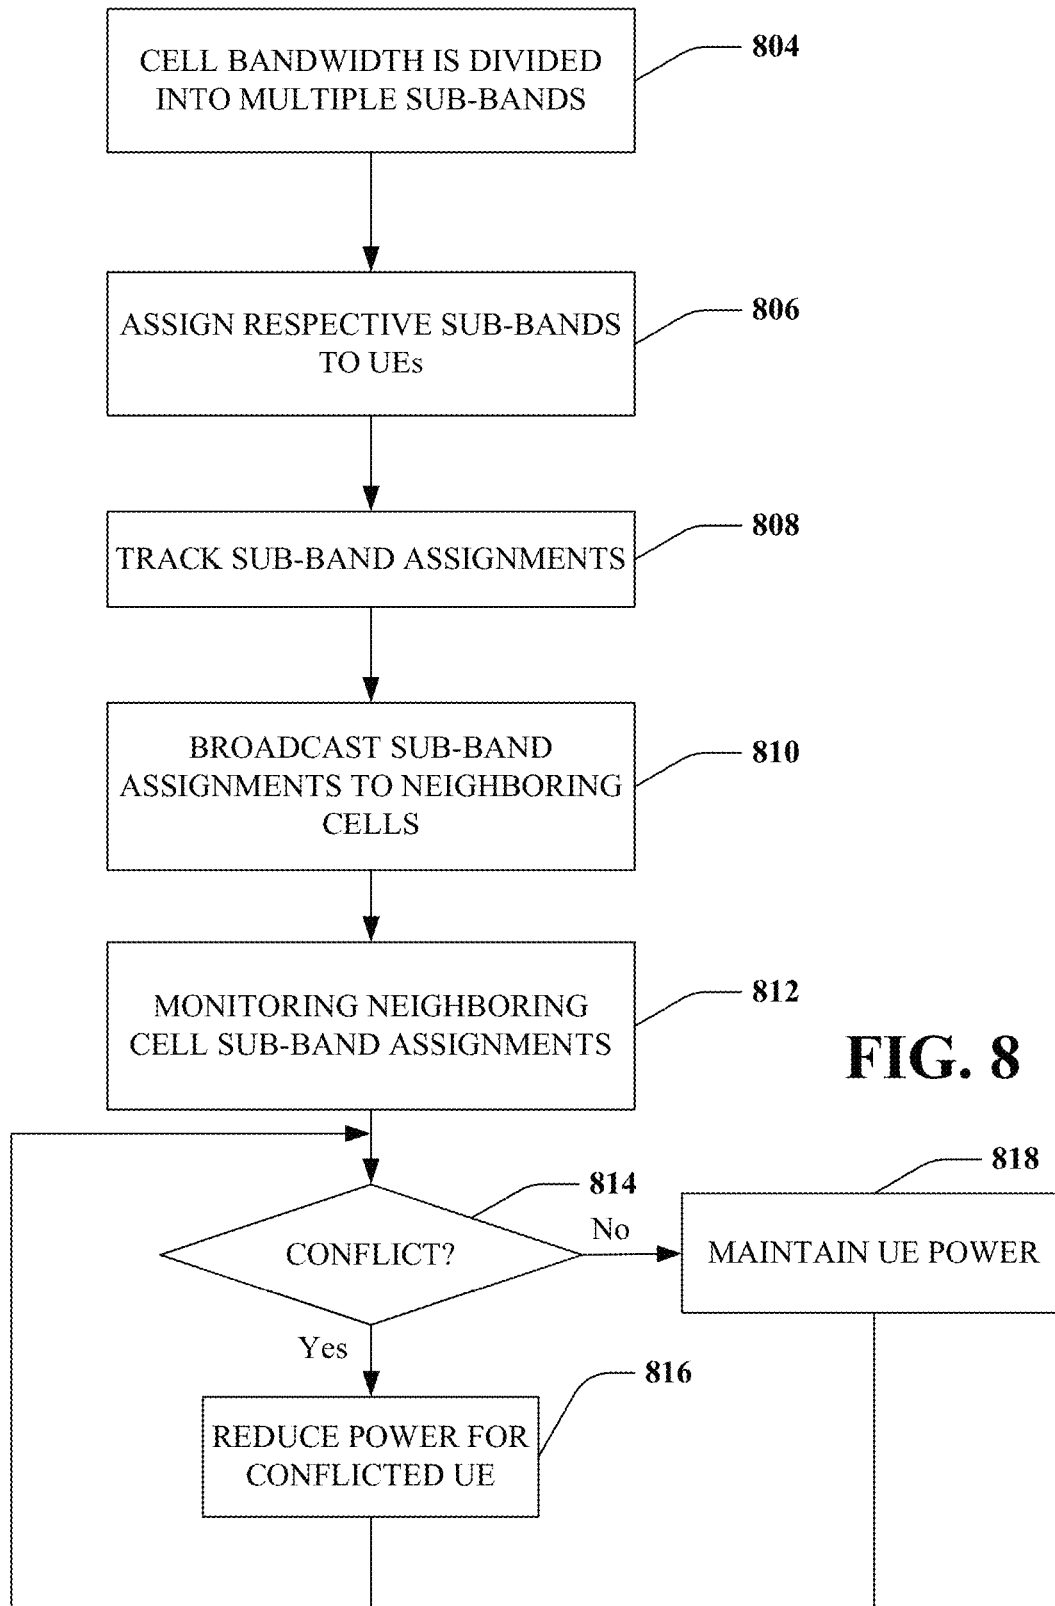 CELL BANDWIDTH IS DIVIDED
INTO MULTIPLE SUB-BANDS
804
ASSIGN RESPECTIVE SUB-BANDS
TO UEs
806
TRACK SUB-BAND ASSIGNMENTS
808
BROADCAST SUB-BAND
ASSIGNMENTS TO NEIGHBORING
CELLS
810
MONITORING NEIGHBORING
CELL SUB-BAND ASSIGNMENTS
812
FIG. 8
CONFLICT?
814
No
MAINTAIN UE POWER
818
Yes
REDUCE POWER FOR
CONFLICTED UE
816